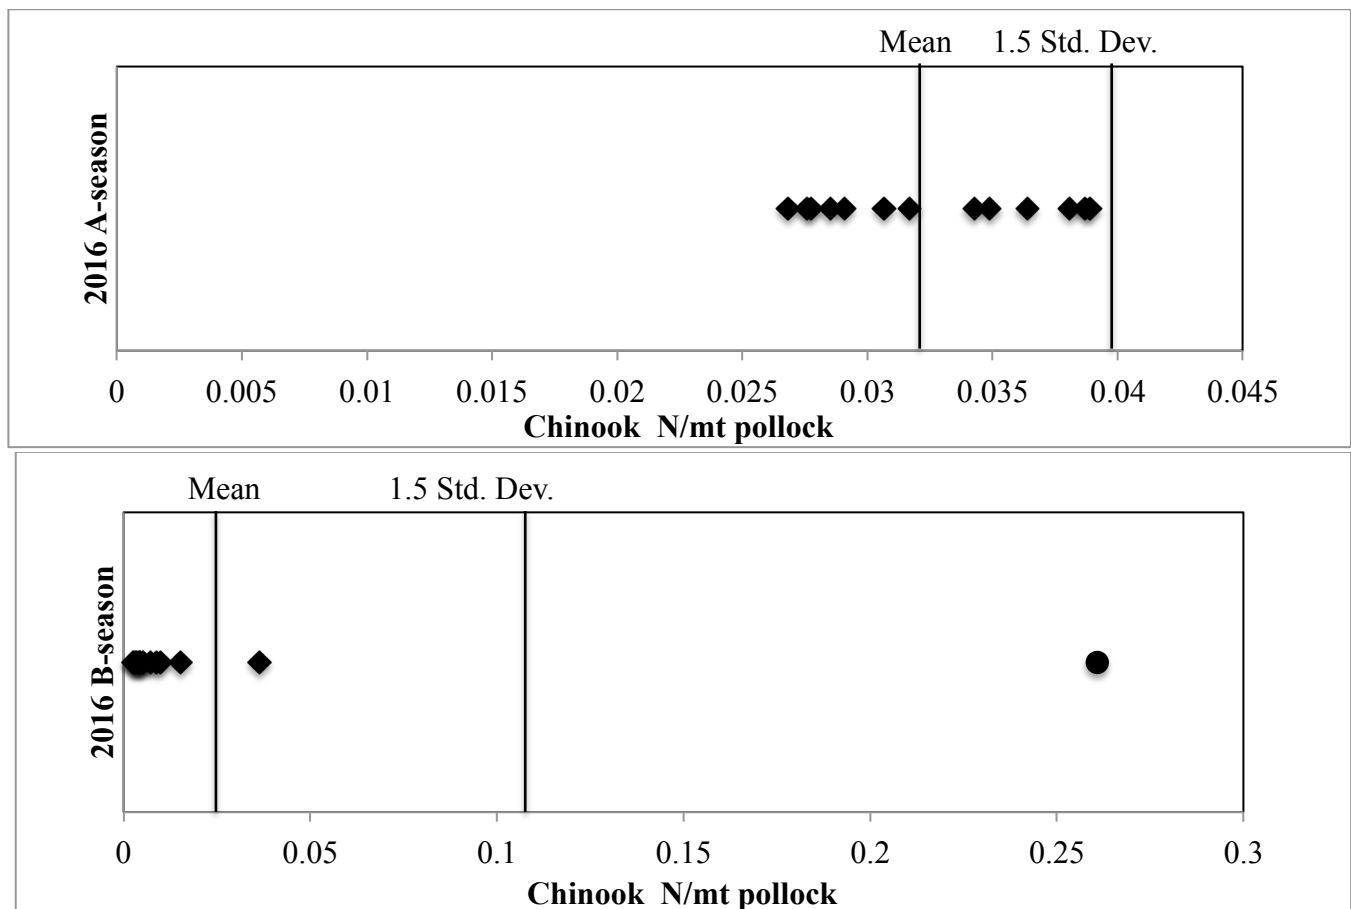 Mean 1.5 Std. Dev.
2016 A-season
0 0.005 0.01 0.015 0.02 0.025 0.03 0.035 0.04 0.045
Chinook N/mt pollock
Mean 1.5 Std. Dev.
2016 B-season
0 0.05 0.1 0.15 0.2 0.25 0.3
Chinook N/mt pollock